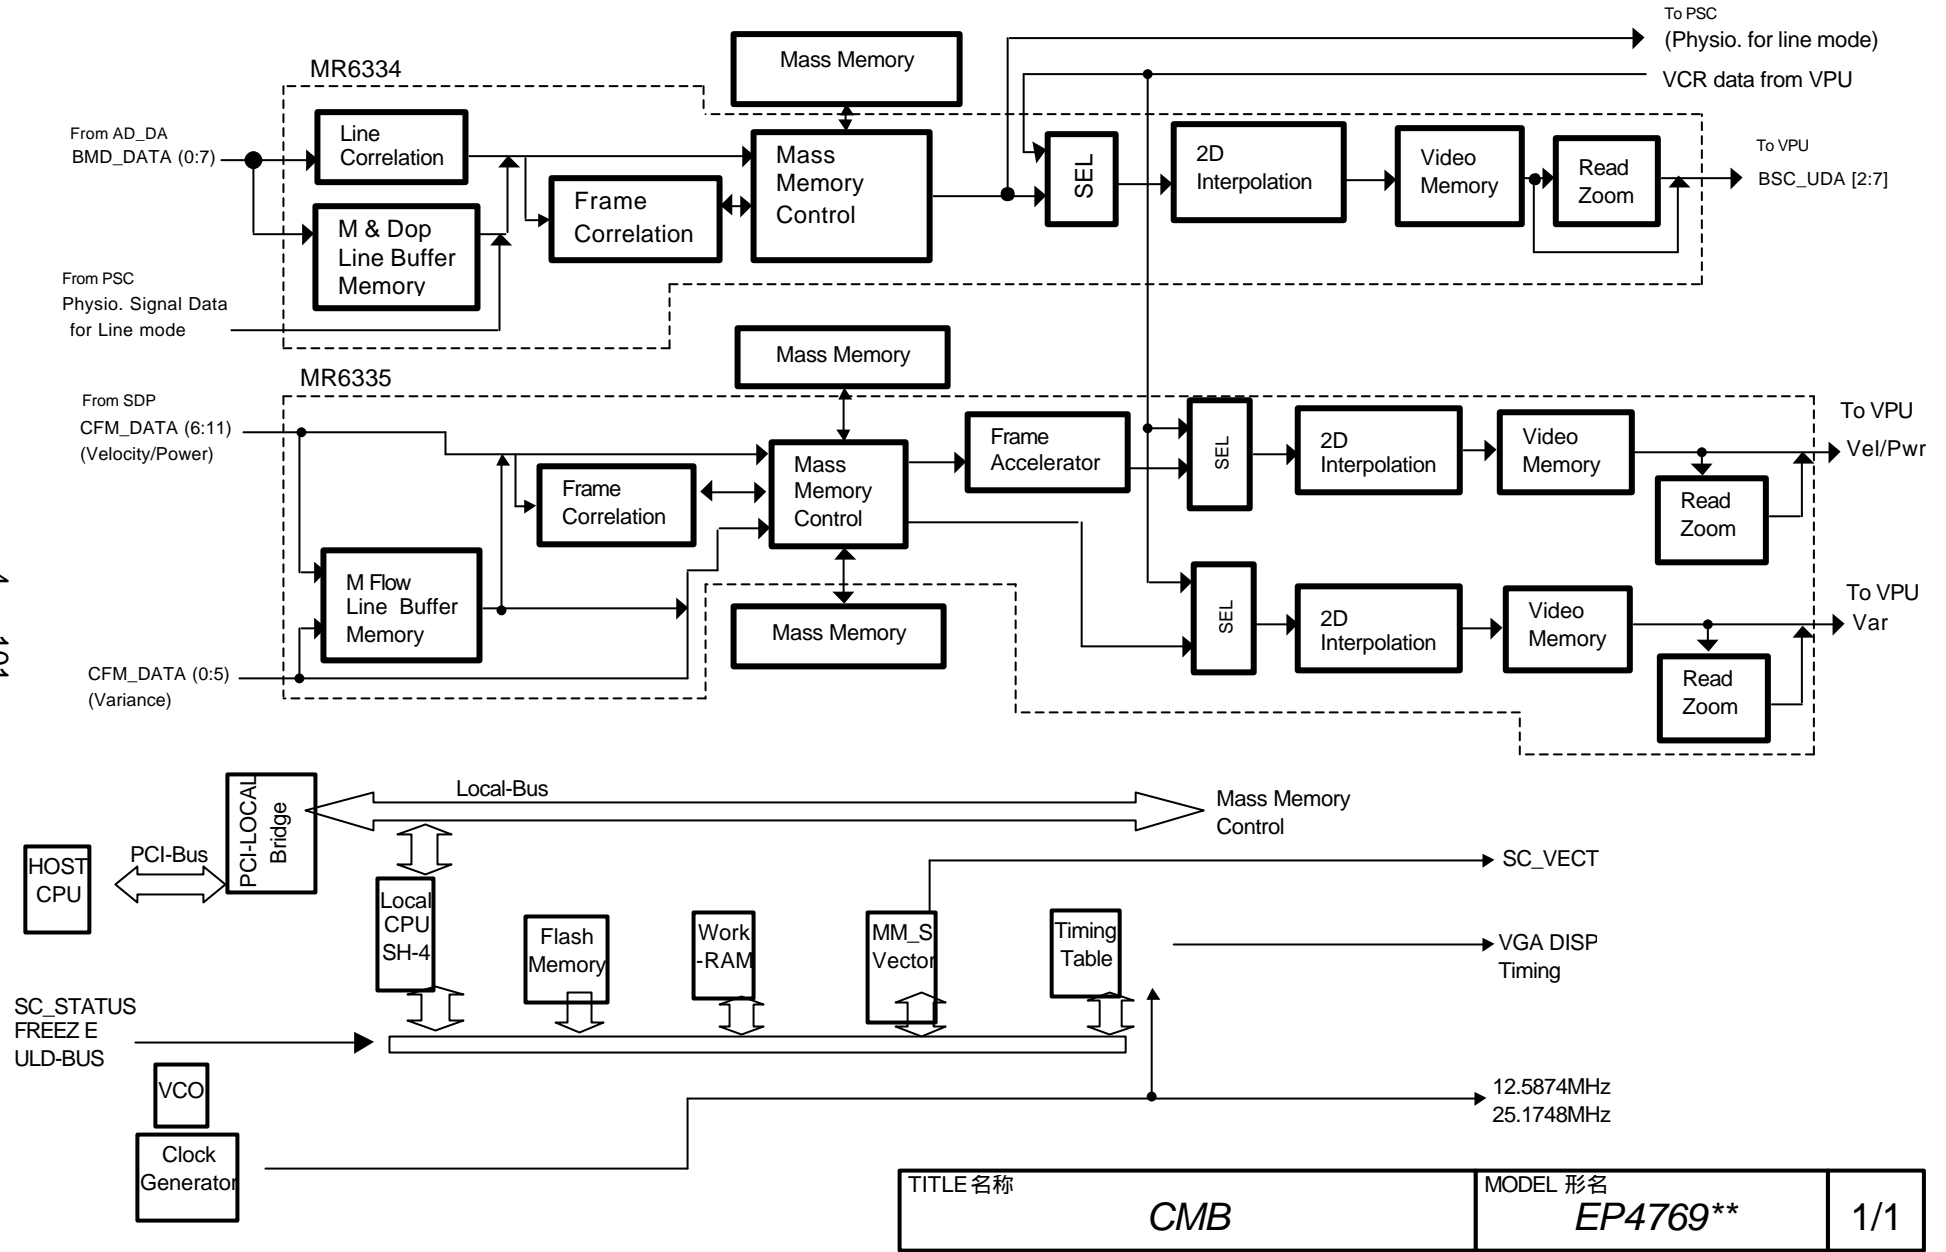 To PSC
(Physio. for line mode)
VCR data from VPU
MR6334
Mass Memory
From AD_DA
BMD_DATA (0:7)
Line
Correlation
Frame
Correlation
M & Dop
Line Buffer
Memory
Mass
Memory
Control
SEL
2D
Interpolation
Video
Memory
Read
Zoom
To VPU
BSC_UDA [2:7]
From PSC
Physio. Signal Data
for Line mode
MR6335
Mass Memory
From SDP
CFM_DATA (6:11)
(Velocity/Power)
Frame
Correlation
Mass
Memory
Control
Frame
Accelerator
SEL
2D
Interpolation
Video
Memory
Read
Zoom
To VPU
Vel/Pwr
M Flow
Line Buffer
Memory
Mass Memory
SEL
2D
Interpolation
Video
Memory
Read
Zoom
To VPU
Var
CFM_DATA (0:5)
(Variance)
HOST
CPU
PCI-Bus
PCI-LOCAL
Bridge
Local-Bus
Mass Memory
Control
Local
CPU
SH-4
Flash
Memory
Work
-RAM
MM_S
Vector
Timing
Table
SC_VECT
VGA DISP
Timing
SC_STATUS
FREEZ E
ULD-BUS
VCO
Clock
Generator
12.5874MHz
25.1748MHz
TITLE 名称
CMB
MODEL 形名
EP4769**
1/1